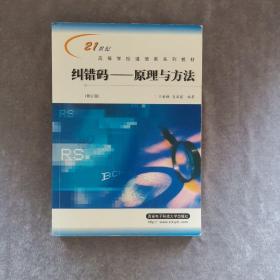 21世纪
高等学校通信类系列教材
纠错码——原理与方法
(修订版)
编著
RS
西安电子科技大学出版社